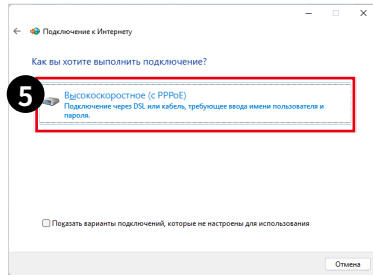 Подключение к Интернету
Как вы хотите выполнить подключение?
5
Высокоскоростное (с PPPoE)
Подключение через DSL или кабель, требующее ввода имени пользователя и
пароля.
Показать варианты подключений, которые не настроены для использования
Отмена